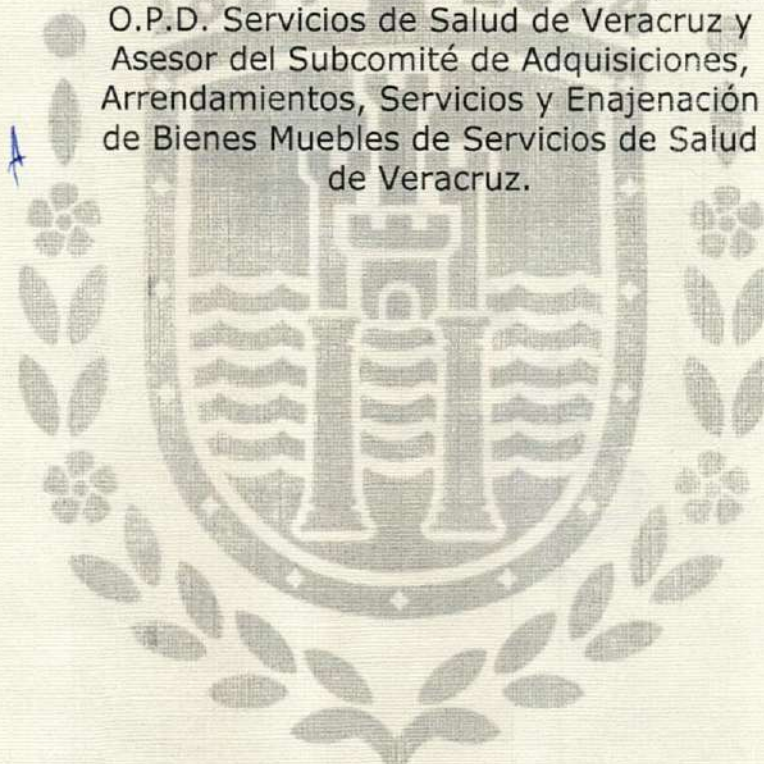 O.P.D. Servicios de Salud de Veracruz y
Asesor del Subcomité de Adquisiciones,
Arrendamientos, Servicios y Enajenación
de Bienes Muebles de Servicios de Salud
de Veracruz.